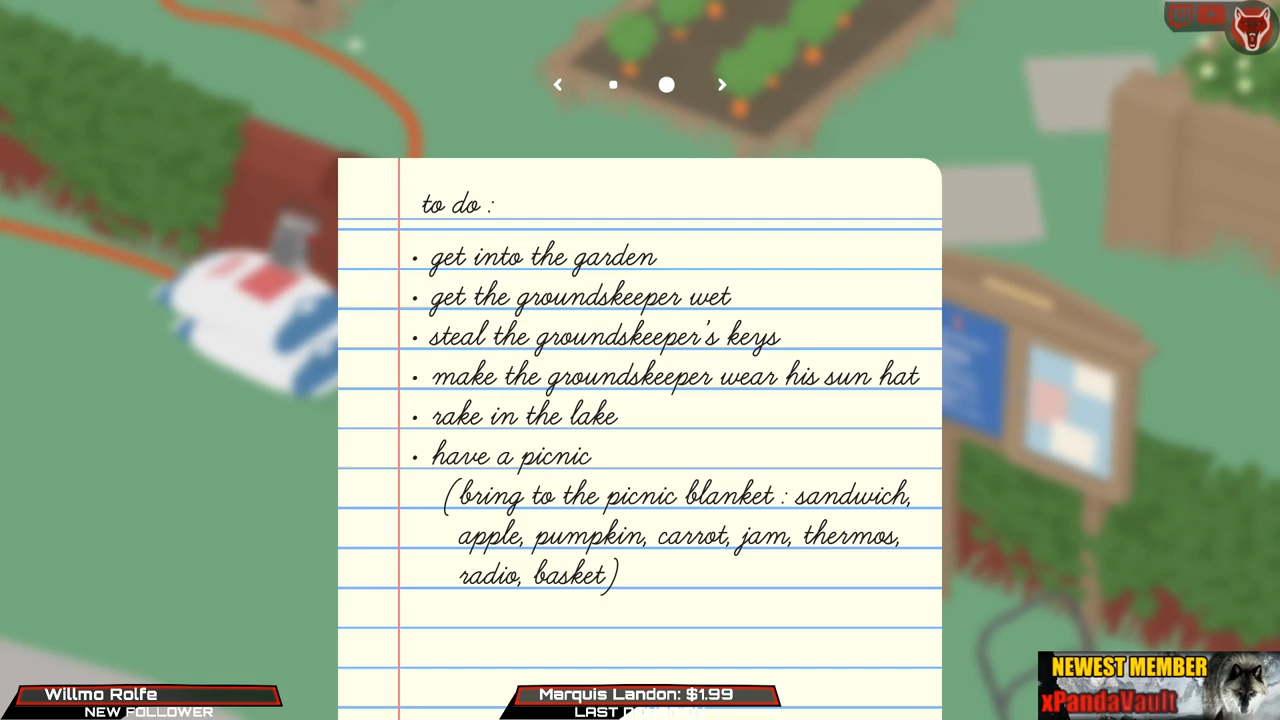 to do :
• get into the garden
• get the groundskeeper wet
• steal the groundskeeper's keys
• make the groundskeeper wear his sun hat
• rake in the lake
• have a picnic
(bring to the picnic blanket : sandwich,
apple, pumpkin, carrot, jam, thermos,
radio, basket)
Willmo Rolfe
NEW FOLLOWER
Marquis Landon: $1.99
LAST
NEWEST MEMBER
xPandaVault